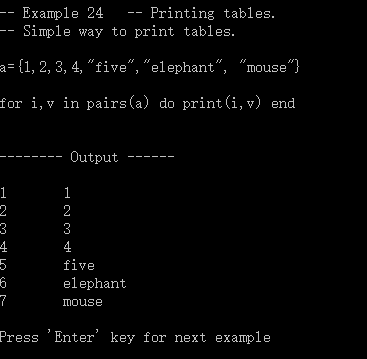 -- Example 24   -- Printing tables.
-- Simple way to print tables.
a={1,2,3,4,"five","elephant", "mouse"}
for i,v in pairs(a) do print(i,v) end
-------- Output ------
1       1
2       2
3       3
4       4
5       five
6       elephant
7       mouse
Press 'Enter' key for next example